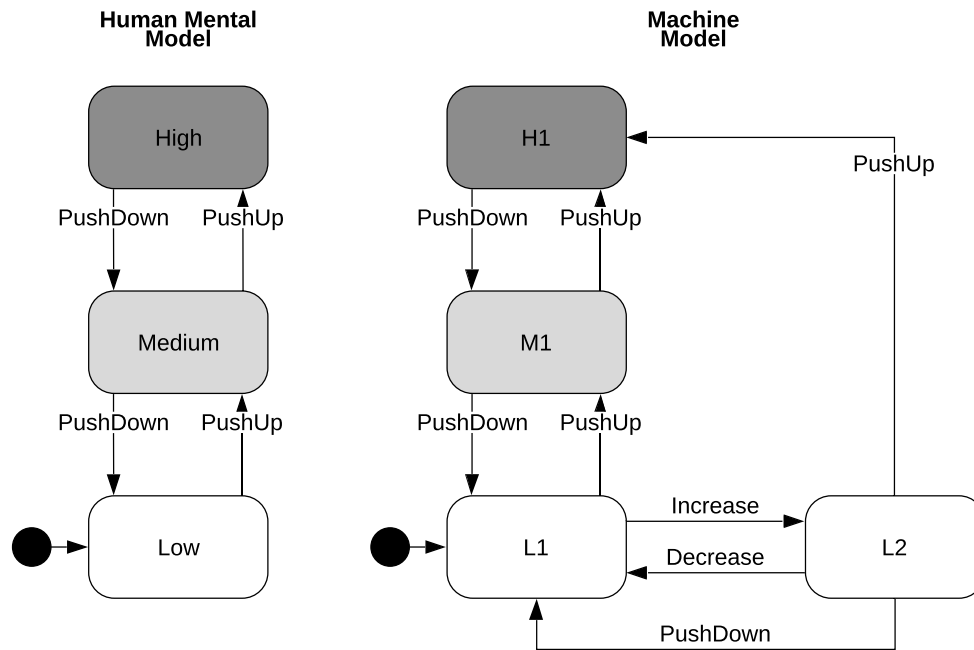 Human Mental
Model
Machine
Model
High
H1
PushUp
PushDown
PushUp
PushDown
PushUp
Medium
M1
PushDown
PushUp
PushDown
PushUp
Low
L1
Increase
Decrease
L2
PushDown